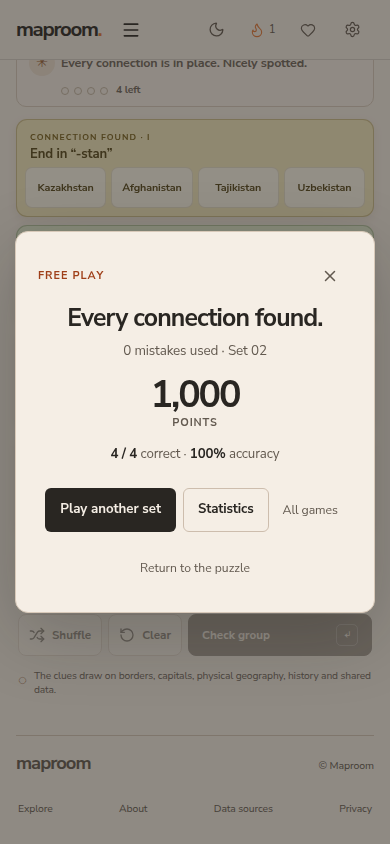 maproom.
1
Every connection is in place. Nicely spotted.
4 left
CONNECTION FOUND · I
End in “-stan”
Kazakhstan Afghanistan Tajikistan Uzbekistan
FREE PLAY
Every connection found.
0 mistakes used · Set 02
1,000
POINTS
4 / 4 correct · 100% accuracy
Play another set Statistics All games
Return to the puzzle
Shuffle Clear Check group
The clues draw on borders, capitals, physical geography, history and shared
data.
maproom © Maproom
Explore About Data sources Privacy